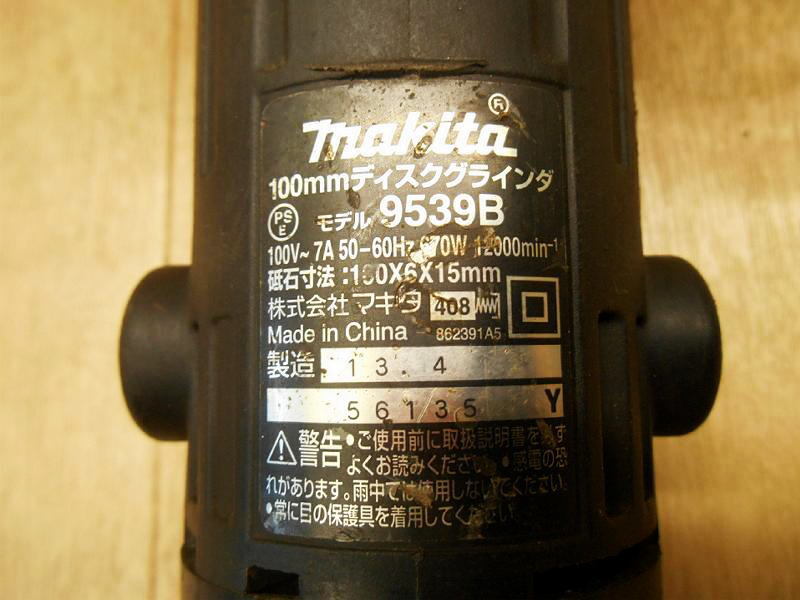 makita®
100mmディスクグラインダ
PSE モデル 9539B
100V~ 7A 50-60Hz 670W 12000min-1
砥石寸法:100X6X15mm
株式会社マキタ 408
Made in China 862391A5
製造 13.4
56135 Y
警告 •ご使用前に取扱説明書を必ず
よくお読みください。•感電の恐
れがあります。雨中では使用しないでください。
•常に目の保護具を着用してください。